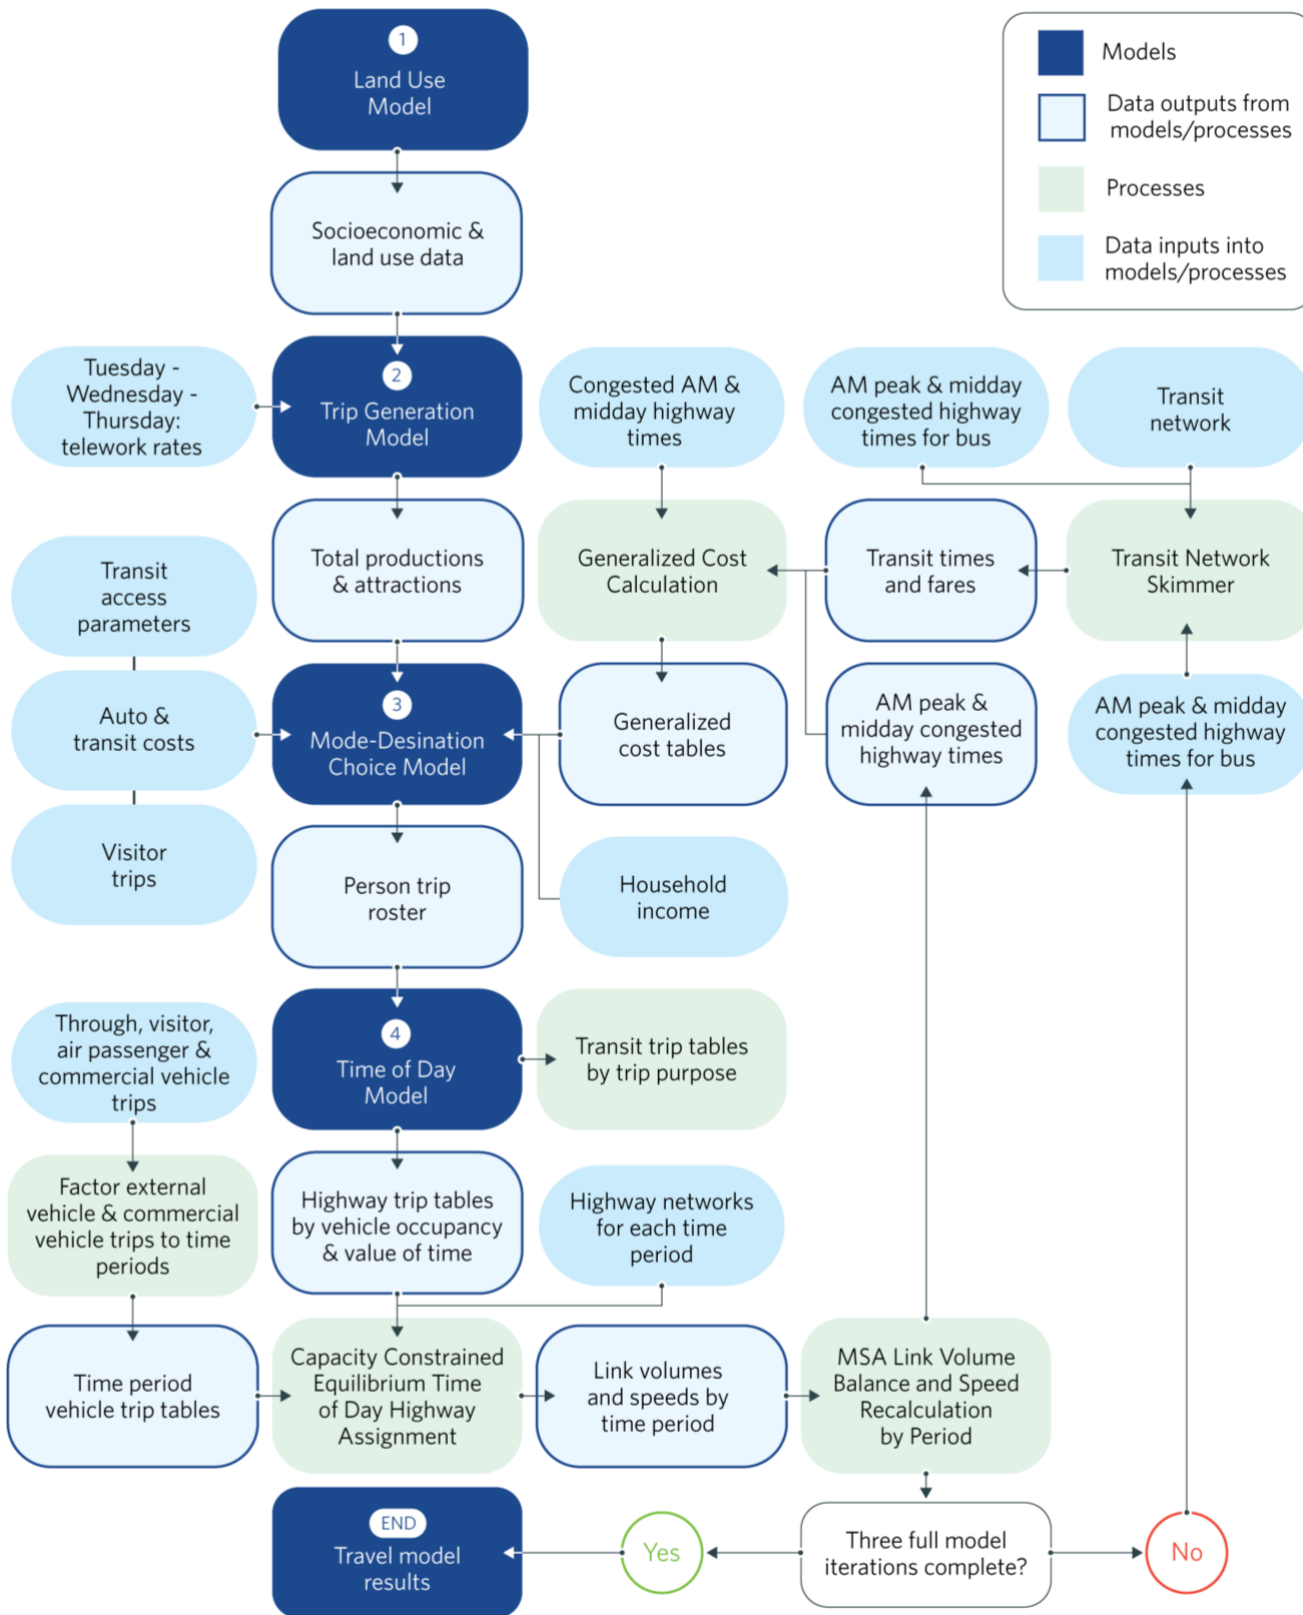 1
Land Use
Model
Models
Data outputs from
models/processes
Processes
Data inputs into
models/processes
Socioeconomic &
land use data
Tuesday -
Wednesday -
Thursday:
telework rates
2
Trip Generation
Model
Congested AM &
midday highway
times
AM peak & midday
congested highway
times for bus
Transit
network
Total productions
& attractions
Generalized Cost
Calculation
Transit times
and fares
Transit Network
Skimmer
Transit
access
parameters
Auto &
transit costs
Visitor
trips
3
Mode-Desination
Choice Model
Generalized
cost tables
AM peak &
midday congested
highway times
AM peak & midday
congested highway
times for bus
Person trip
roster
Household
income
Through, visitor,
air passenger &
commercial vehicle
trips
4
Time of Day
Model
Transit trip tables
by trip purpose
Factor external
vehicle & commercial
vehicle trips to time
periods
Highway trip tables
by vehicle occupancy
& value of time
Highway networks
for each time
period
Time period
vehicle trip tables
Capacity Constrained
Equilibrium Time
of Day Highway
Assignment
Link volumes
and speeds by
time period
MSA Link Volume
Balance and Speed
Recalculation
by Period
END
Travel model
results
Yes
Three full model
iterations complete?
No